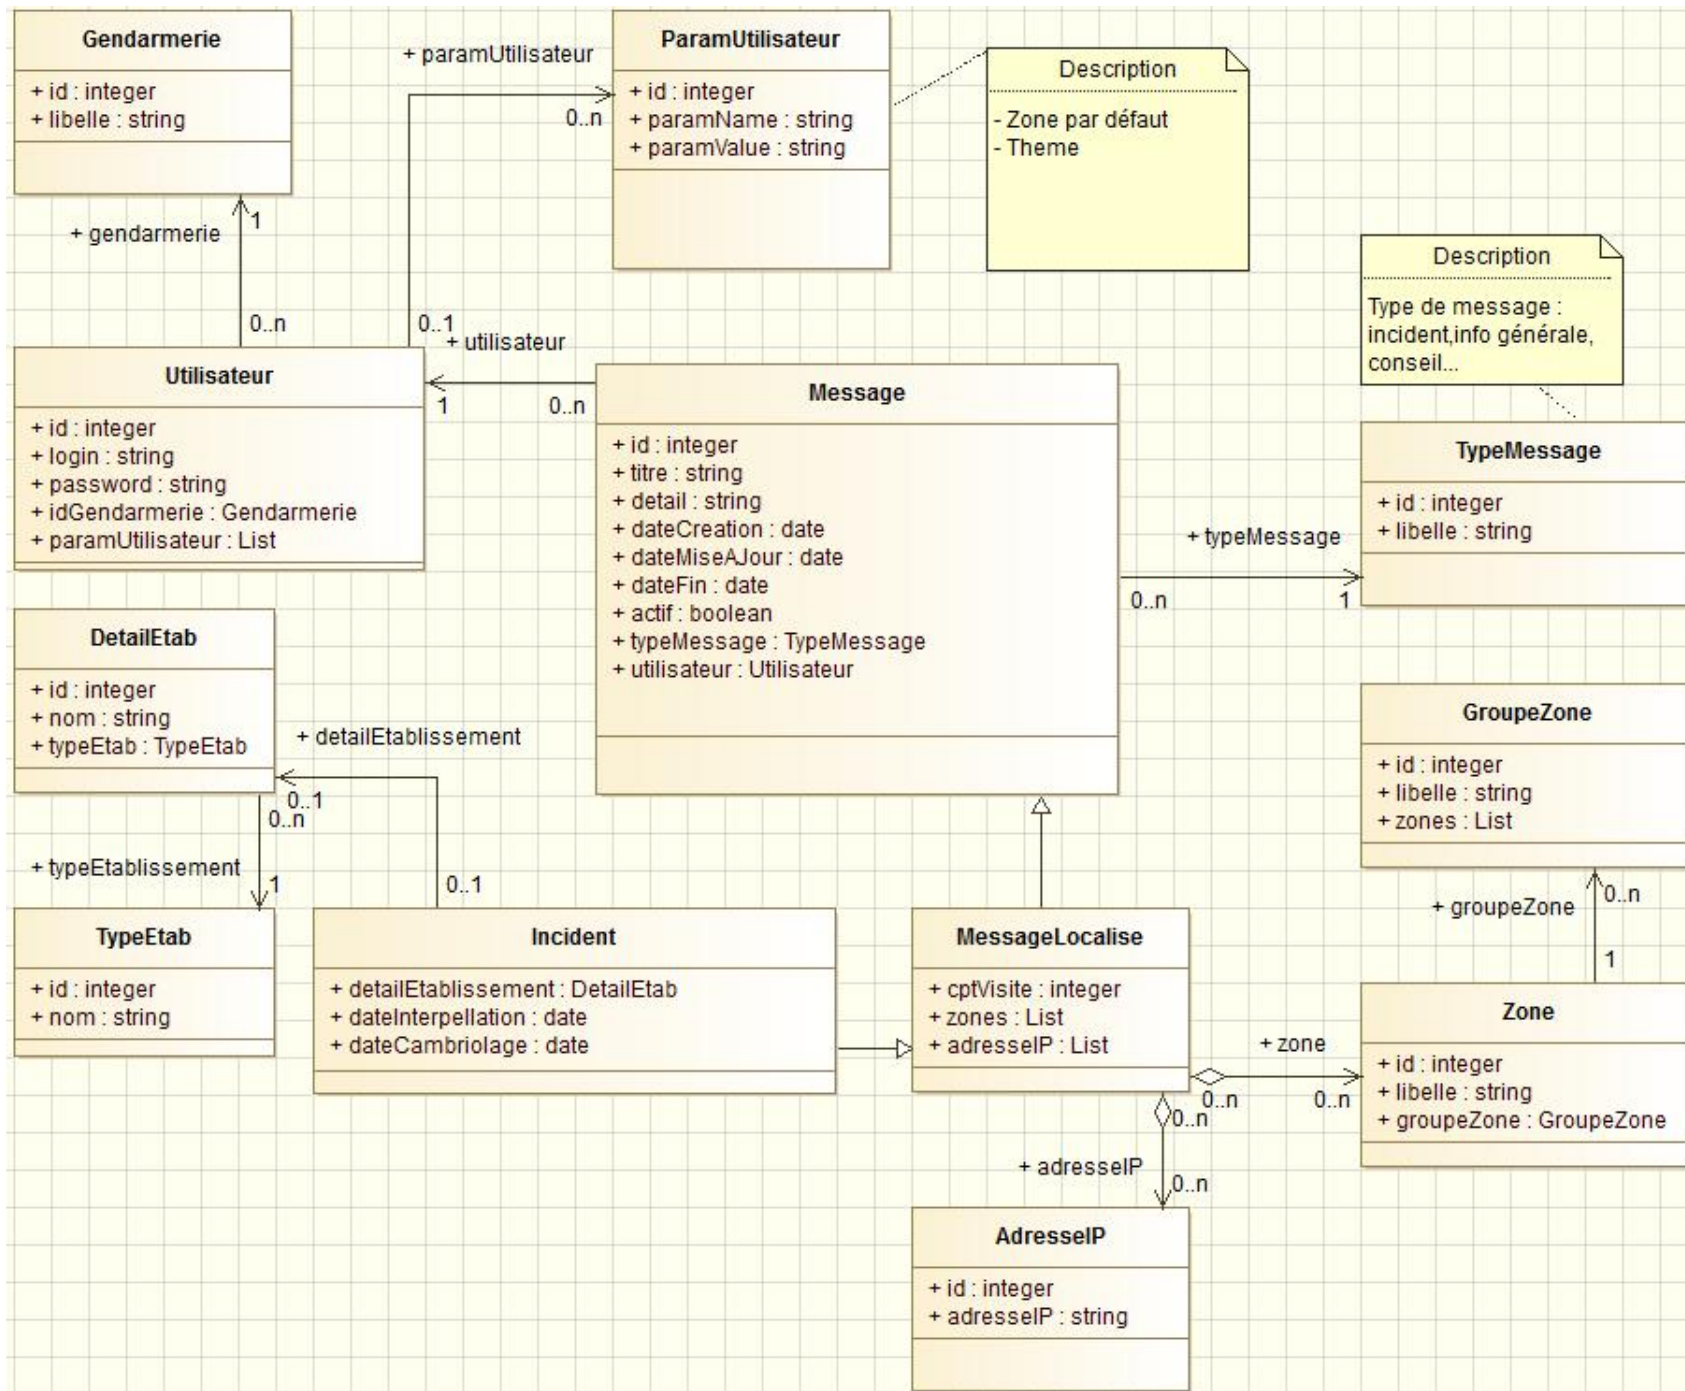 Gendarmerie
+ id : integer
+ libelle : string
+ paramUtilisateur
0..n
ParamUtilisateur
+ id : integer
+ paramName : string
+ paramValue : string
Description
- Zone par défaut
- Theme
+ gendarmerie
1
0..n
0..1
+ utilisateur
1
0..n
Description
Type de message :
incident,info générale,
conseil...
Utilisateur
+ id : integer
+ login : string
+ password : string
+ idGendarmerie : Gendarmerie
+ paramUtilisateur : List
Message
+ id : integer
+ titre : string
+ detail : string
+ dateCreation : date
+ dateMiseAJour : date
+ dateFin : date
+ actif : boolean
+ typeMessage : TypeMessage
+ utilisateur : Utilisateur
+ typeMessage
0..n
1
TypeMessage
+ id : integer
+ libelle : string
DetailEtab
+ id : integer
+ nom : string
+ typeEtab : TypeEtab
+ detailEtablissement
0..1
0..n
+ typeEtablissement
1
0..1
GroupeZone
+ id : integer
+ libelle : string
+ zones : List
+ groupeZone
0..n
1
TypeEtab
+ id : integer
+ nom : string
Incident
+ detailEtablissement : DetailEtab
+ dateInterpellation : date
+ dateCambriolage : date
MessageLocalise
+ cptVisite : integer
+ zones : List
+ adresseIP : List
+ zone
0..n
0..n
Zone
+ id : integer
+ libelle : string
+ groupeZone : GroupeZone
0..n
+ adresseIP
0..n
AdresseIP
+ id : integer
+ adresseIP : string